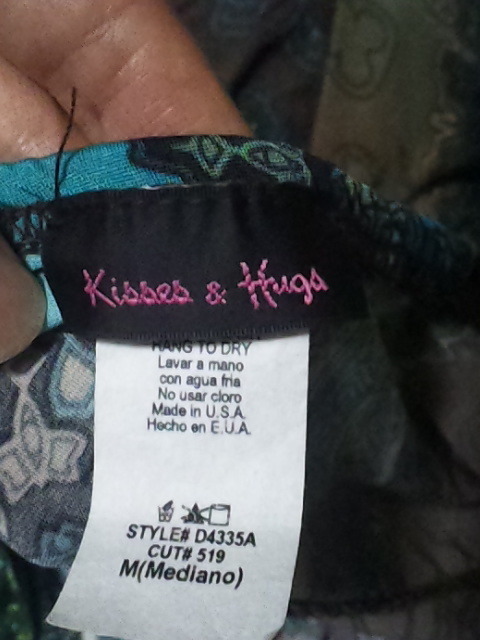 Kisses & Hugs
HANG TO DRY
Lavar a mano
con agua fria
No usar cloro
Made in U.S.A.
Hecho en E.U.A.
STYLE# D4335A
CUT# 519
M(Mediano)